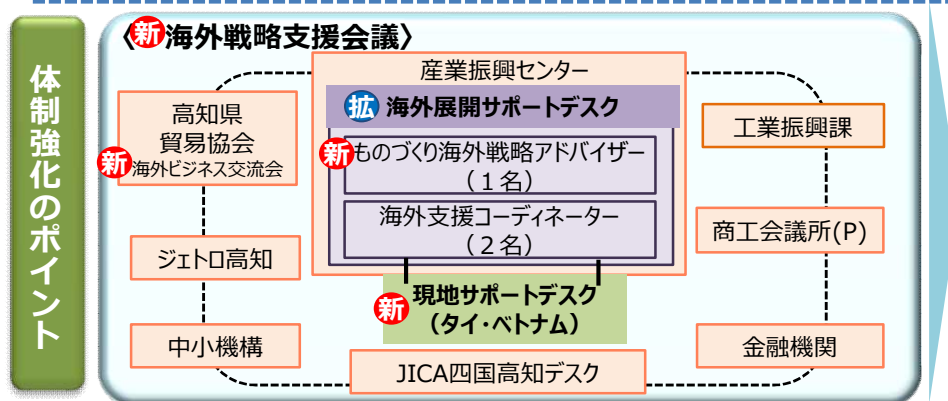 体制強化のポイント
〈新海外戦略支援会議〉
産業振興センター
拡 海外展開サポートデスク
新 ものづくり海外戦略アドバイザー
(1名)
海外支援コーディネーター
(2名)
新 現地サポートデスク
(タイ・ベトナム)
高知県
貿易協会
新 海外ビジネス交流会
ジェトロ高知
中小機構
JICA四国高知デスク
工業振興課
商工会議所(P)
金融機関